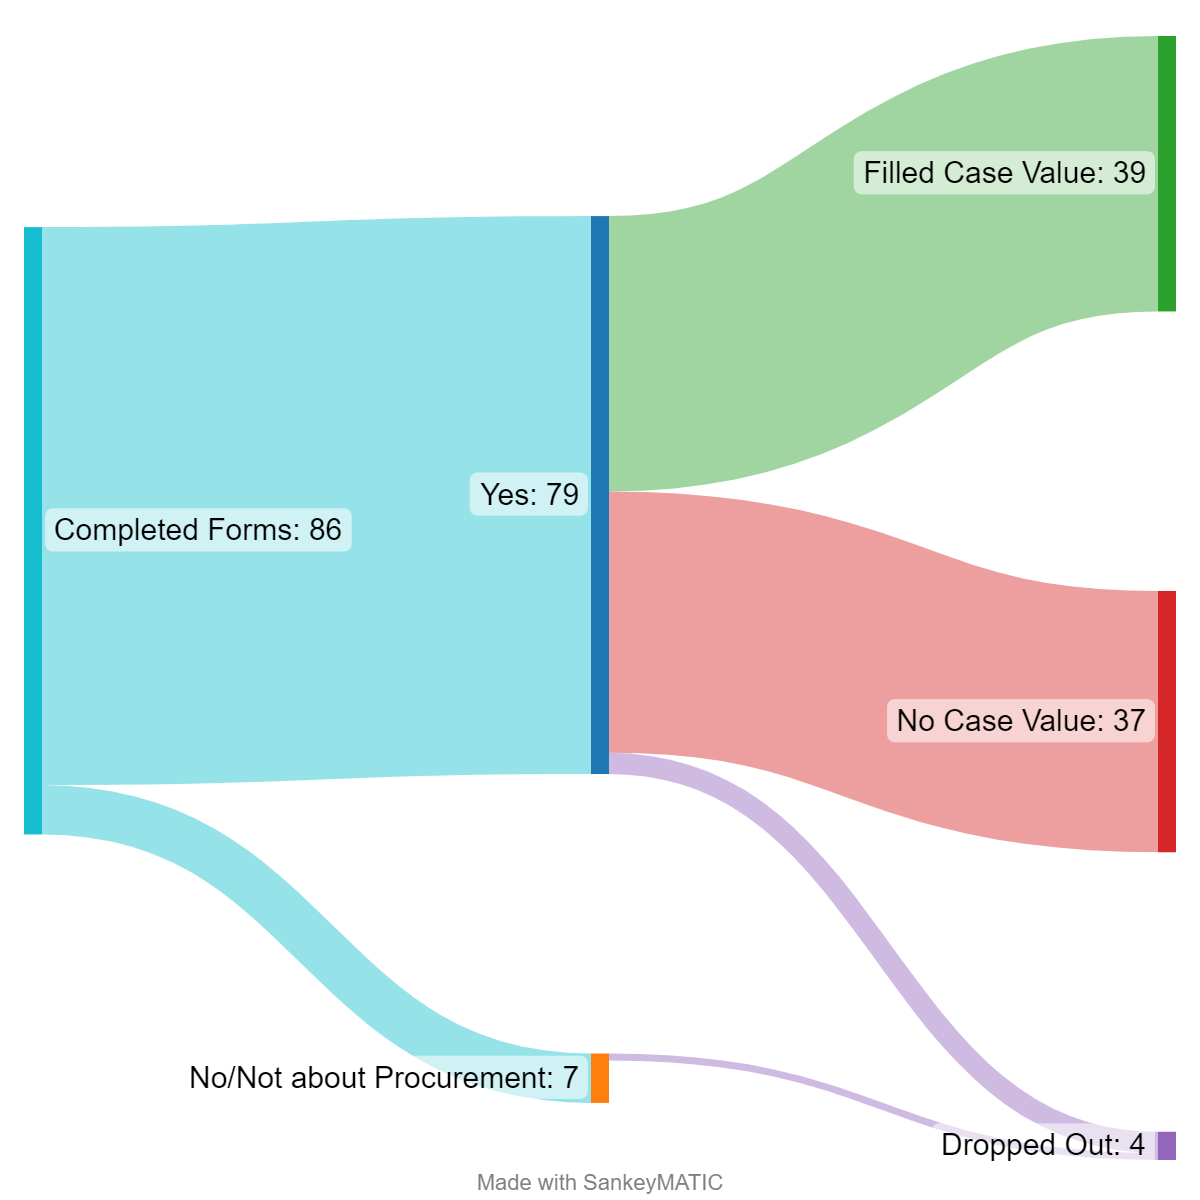 Filled Case Value: 39
Yes: 79
Completed Forms: 86
No Case Value: 37
No/Not about Procurement: 7
Dropped Out: 4
Made with SankeyMATIC